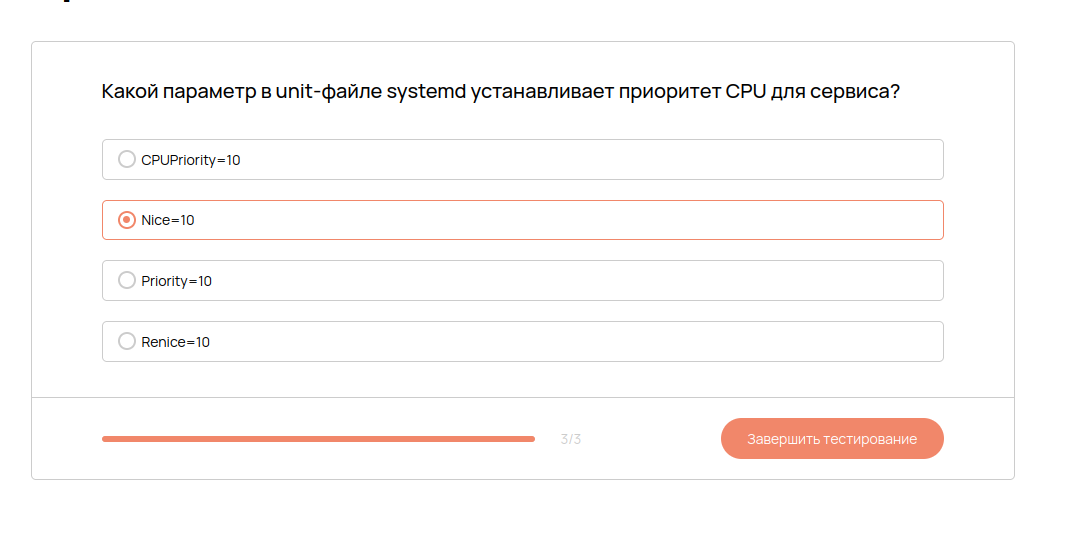 Какой параметр в unit-файле systemd устанавливает приоритет CPU для сервиса?
CPUPriority=10
Nice=10
Priority=10
Renice=10
3/3
Завершить тестирование